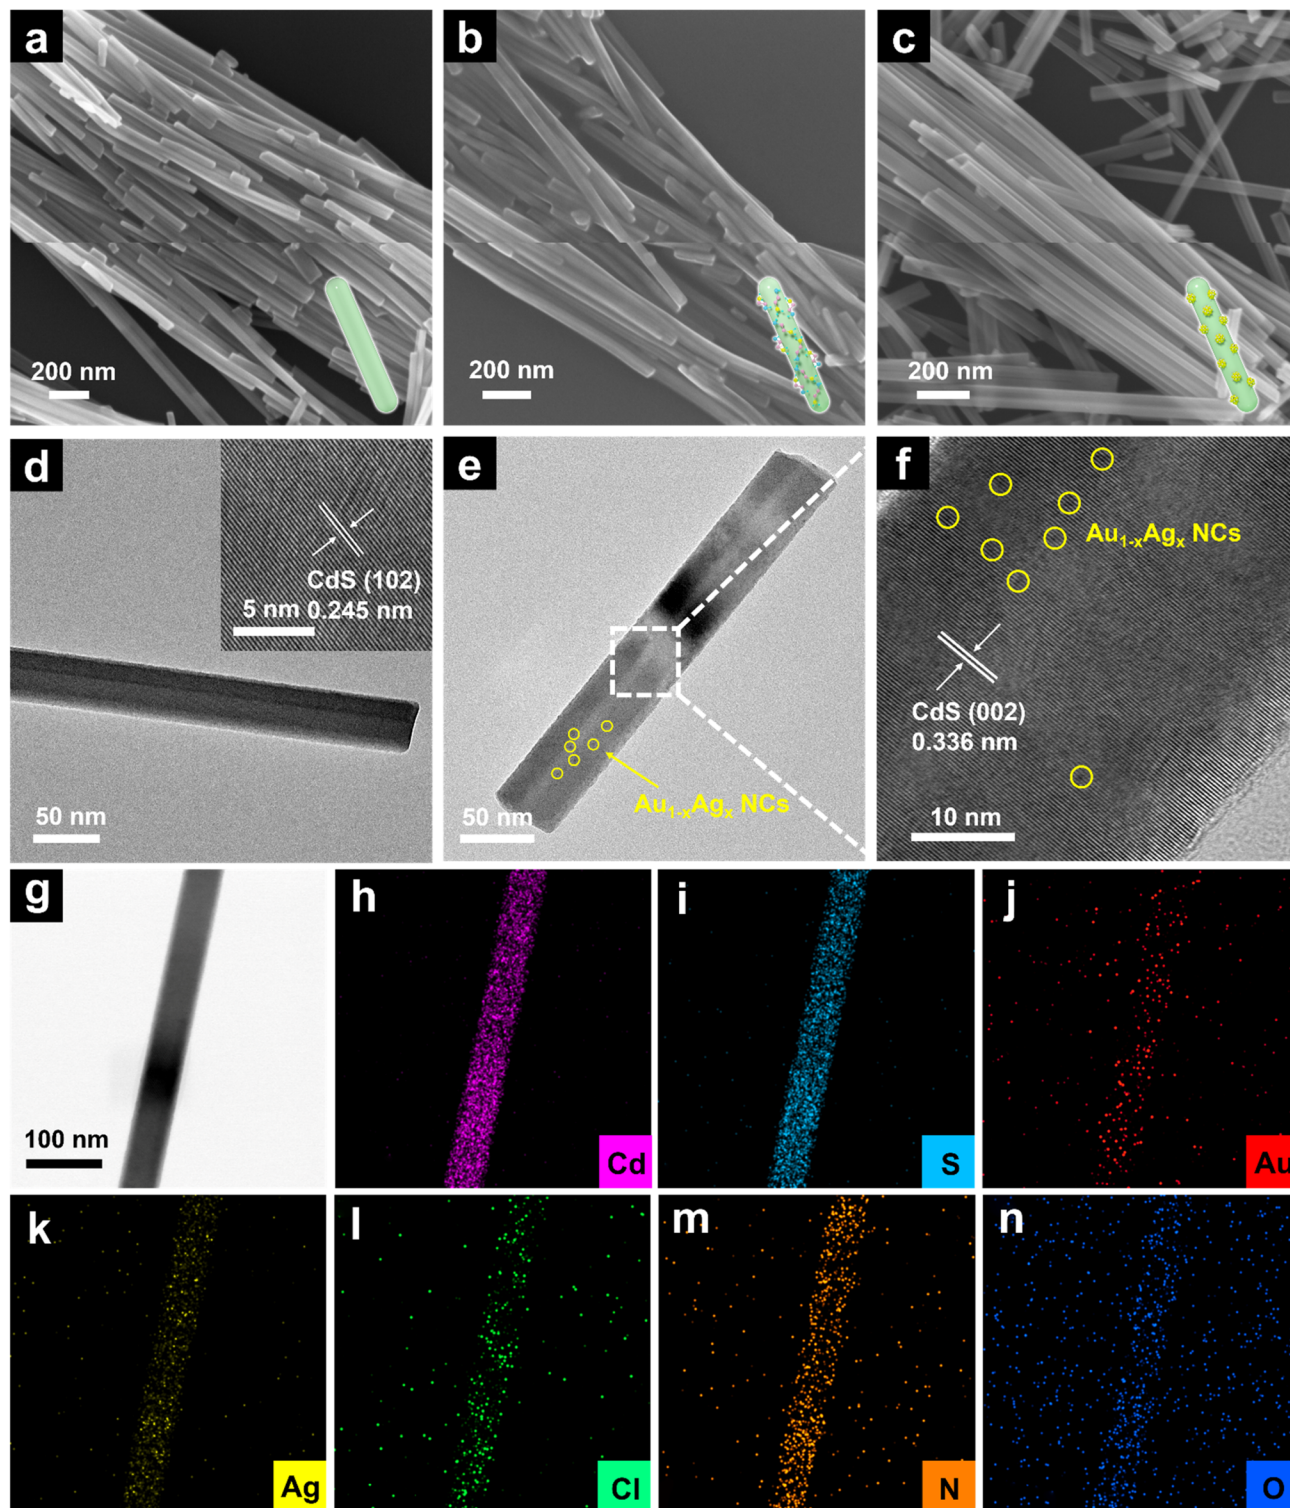 a
b
c
200 nm
200 nm
200 nm
d
CdS (102)
5 nm 0.245 nm
50 nm
e
Au₁₋ₓAgₓ NCs
50 nm
f
Au₁₋ₓAgₓ NCs
CdS (002)
0.336 nm
10 nm
g
100 nm
h
Cd
i
S
j
Au
k
Ag
l
Cl
m
N
n
O